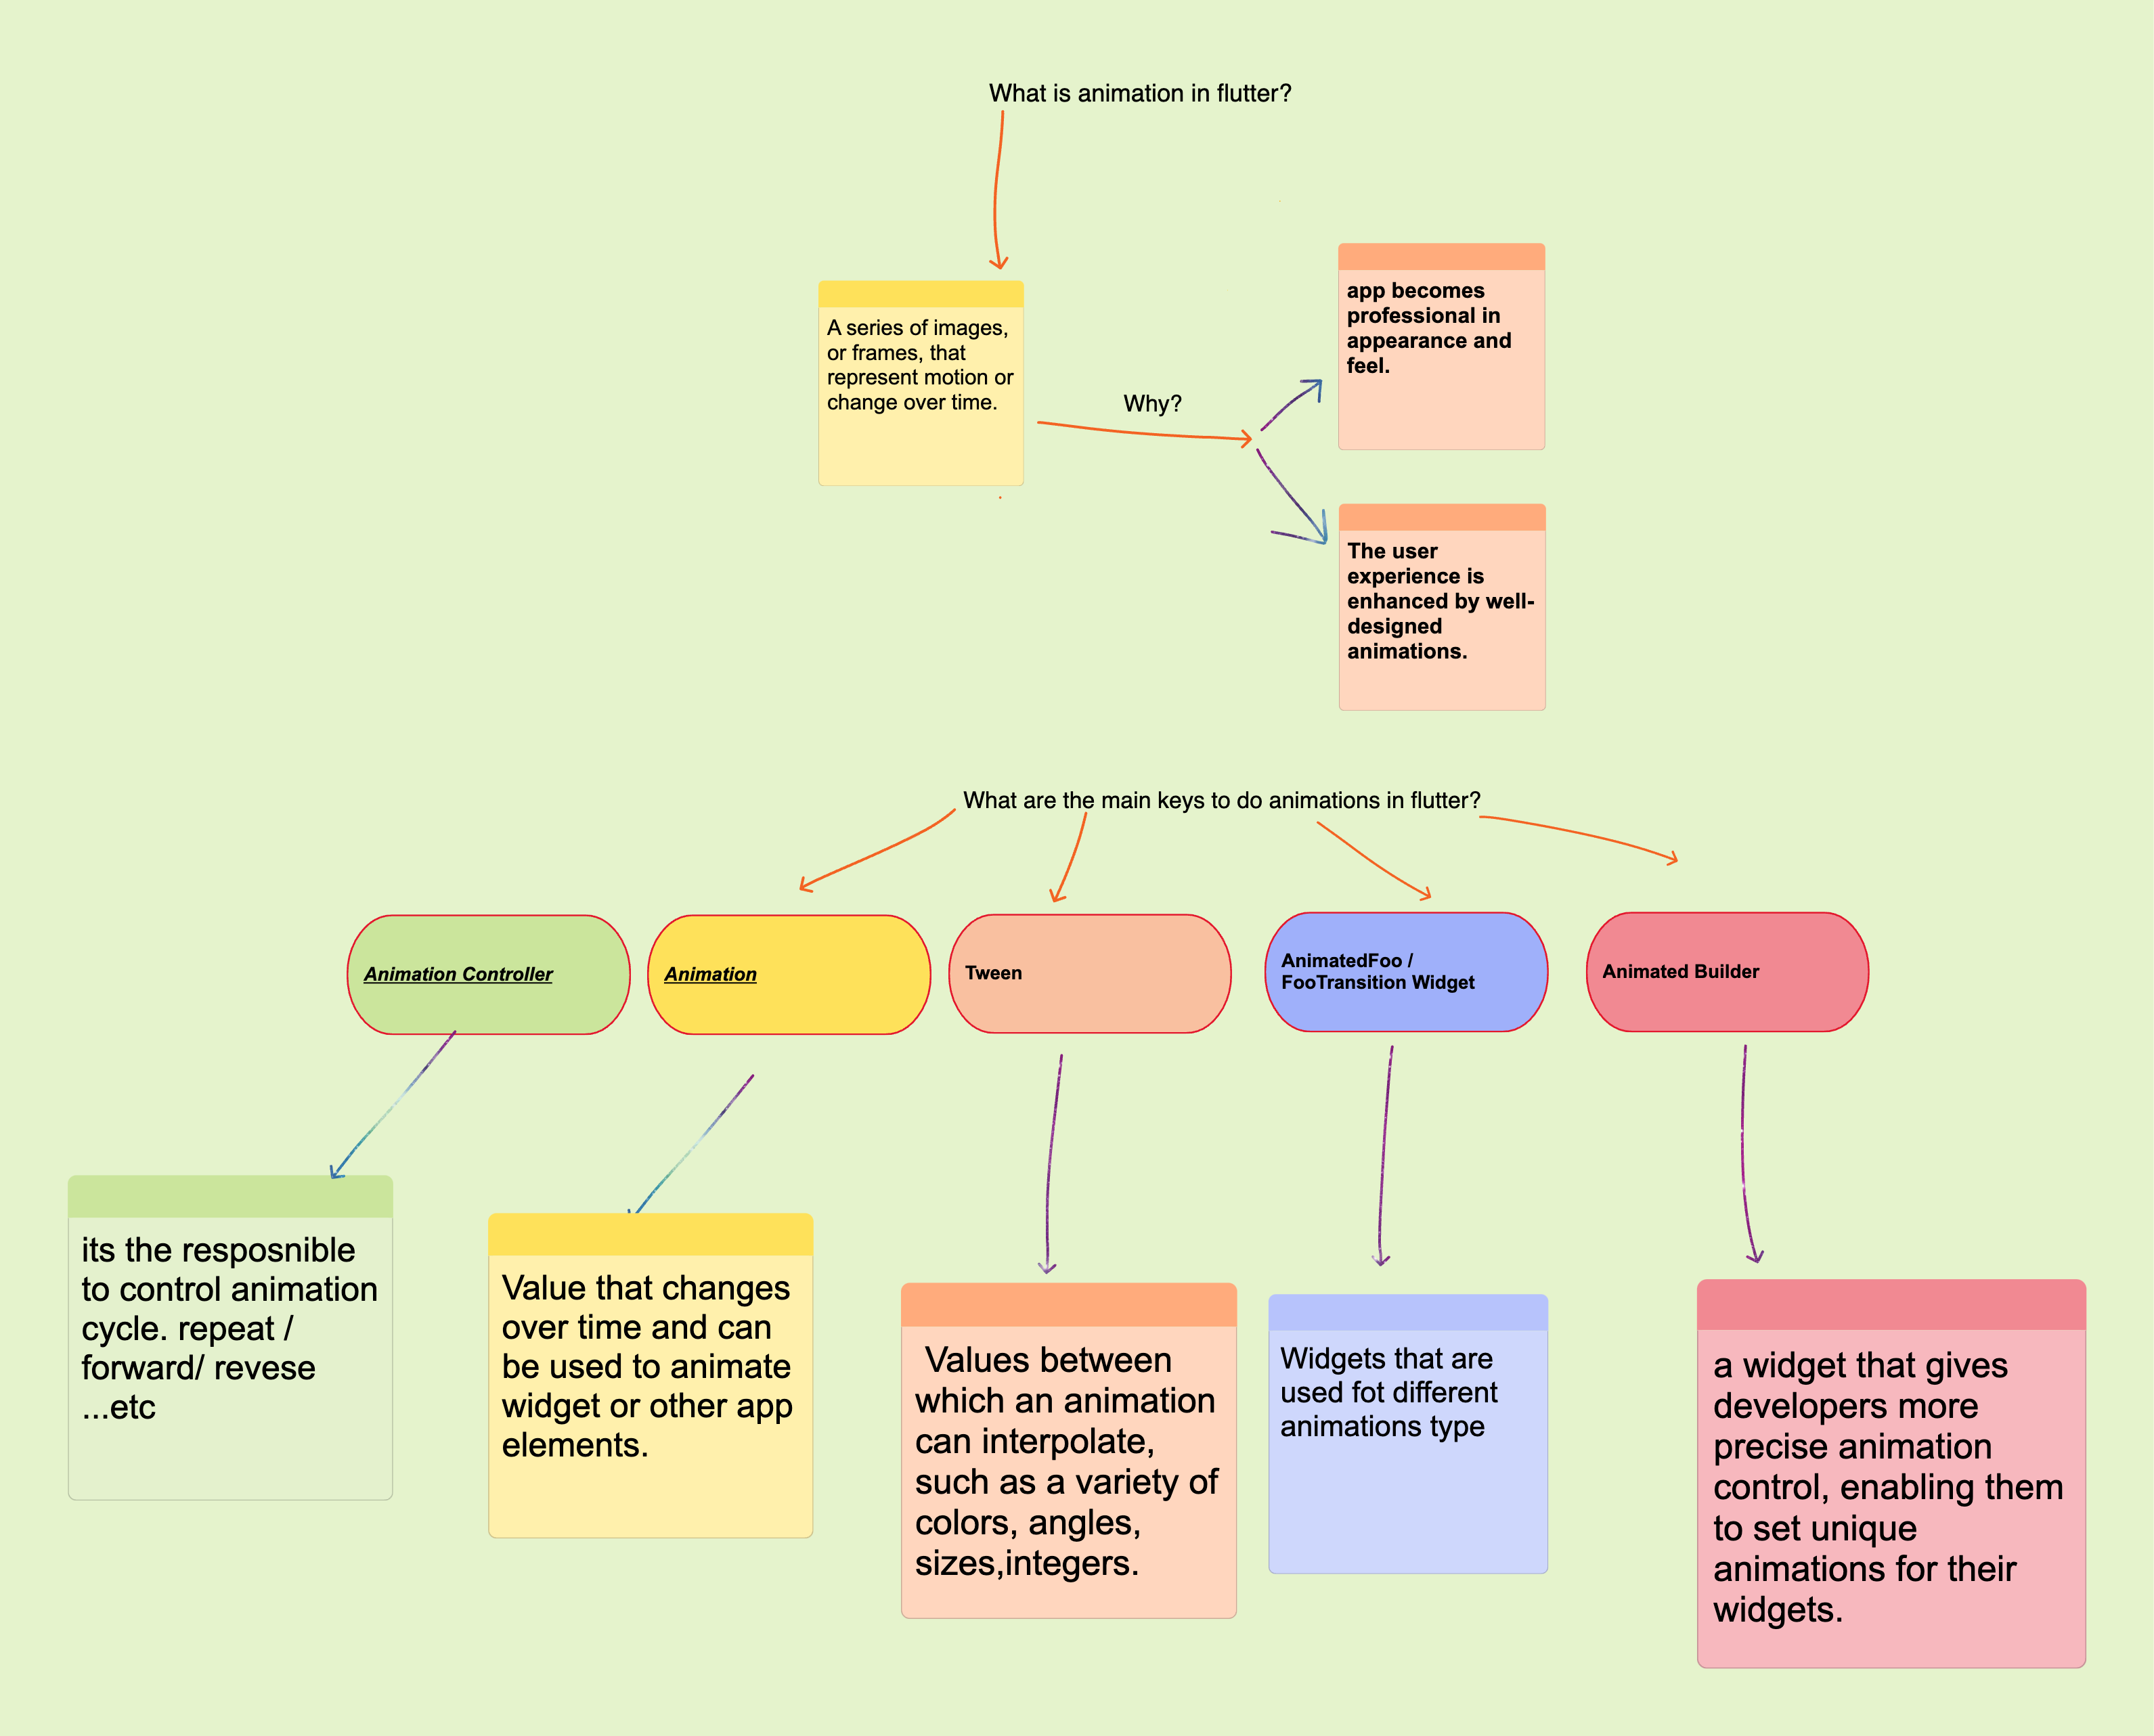 What is animation in flutter?
A series of images,
or frames, that
represent motion or
change over time.
Why?
app becomes
professional in
appearance and
feel.
The user
experience is
enhanced by well-
designed
animations.
What are the main keys to do animations in flutter?
Animation Controller
Animation
Tween
AnimatedFoo /
FooTransition Widget
Animated Builder
its the resposnible
to control animation
cycle. repeat /
forward/ revese
...etc
Value that changes
over time and can
be used to animate
widget or other app
elements.
Values between
which an animation
can interpolate,
such as a variety of
colors, angles,
sizes,integers.
Widgets that are
used fot different
animations type
a widget that gives
developers more
precise animation
control, enabling them
to set unique
animations for their
widgets.